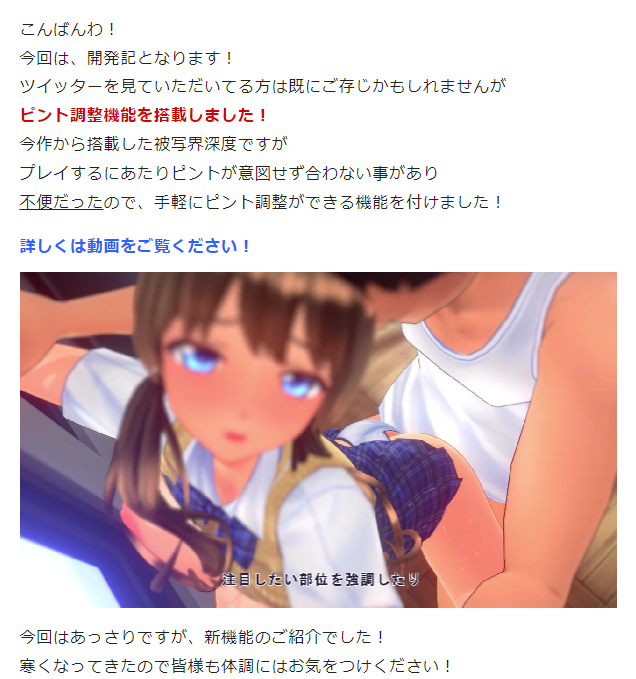 こんばんわ！
今回は、開発記となります！
ツイッターを見ていただいてる方は既にご存じかもしれませんが
ピント調整機能を搭載しました！
今作から搭載した被写界深度ですが
プレイするにあたりピントが意図せず合わない事があり
不便だったので、手軽にピント調整ができる機能を付けました！
詳しくは動画をご覧ください！
注目したい部位を強調したり
今回はあっさりですが、新機能のご紹介でした！
寒くなってきたので皆様も体調にはお気をつけください！